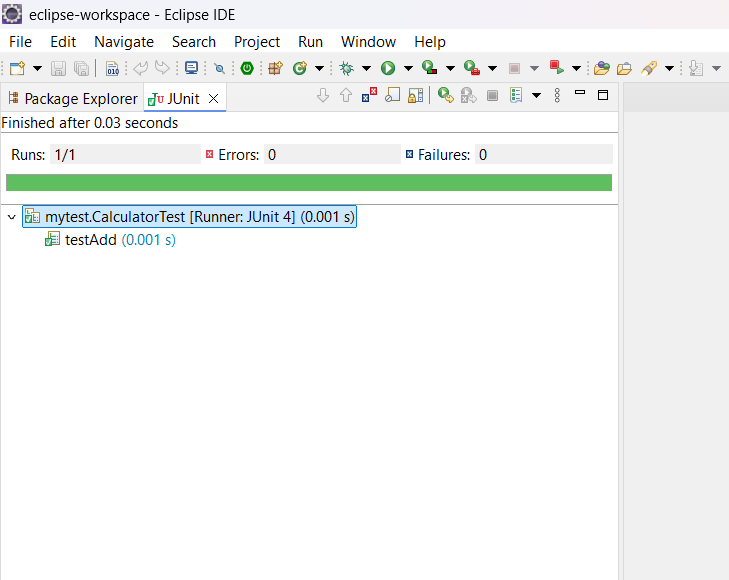 eclipse-workspace - Eclipse IDE
File Edit Navigate Search Project Run Window Help
010
Package Explorer JUnit
Finished after 0.03 seconds
Runs: 1/1 Errors: 0 Failures: 0
mytest.CalculatorTest [Runner: JUnit 4] (0.001 s)
testAdd (0.001 s)